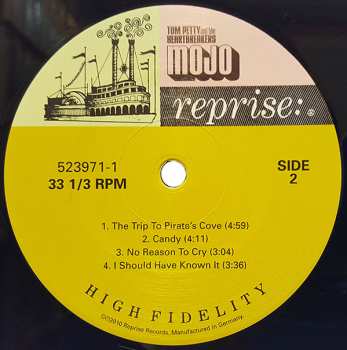 TOM PETTY and the
HEARTBREAKERS
MOJO
reprise:®
523971-1
33 1/3 RPM
SIDE
2
1. The Trip To Pirate's Cove (4:59)
2. Candy (4:11)
3. No Reason To Cry (3:04)
4. I Should Have Known It (3:36)
HIGH FIDELITY
℗©2010 Reprise Records, Manufactured in Germany.